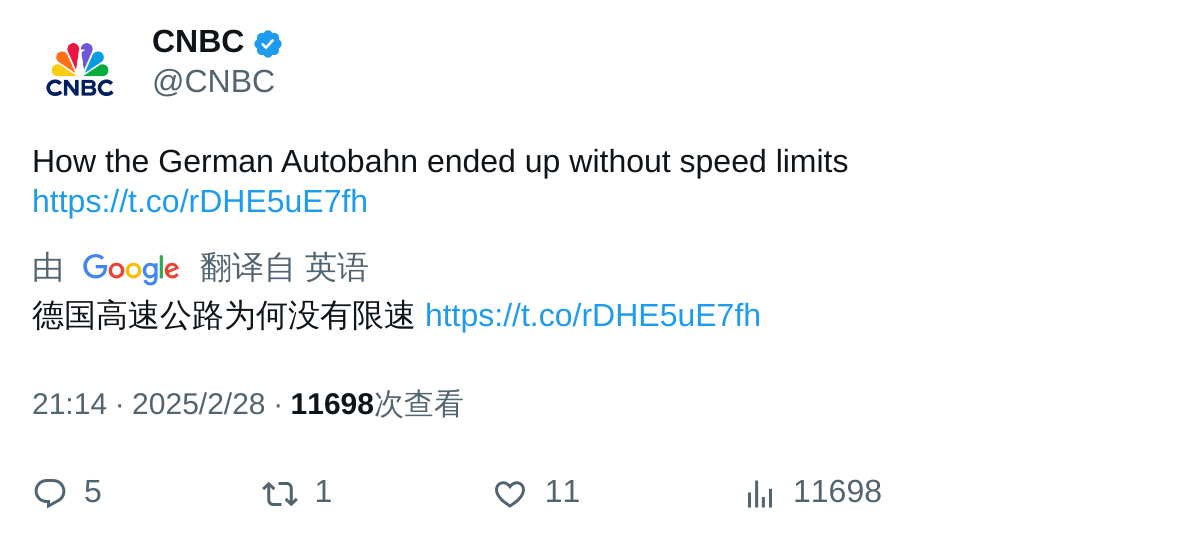 CNBC
CNBC
@CNBC
How the German Autobahn ended up without speed limits
https://t.co/rDHE5uE7fh
由 Google 翻译自 英语
德国高速公路为何没有限速 https://t.co/rDHE5uE7fh
21:14 · 2025/2/28 · 11698次查看
5 1 11 11698